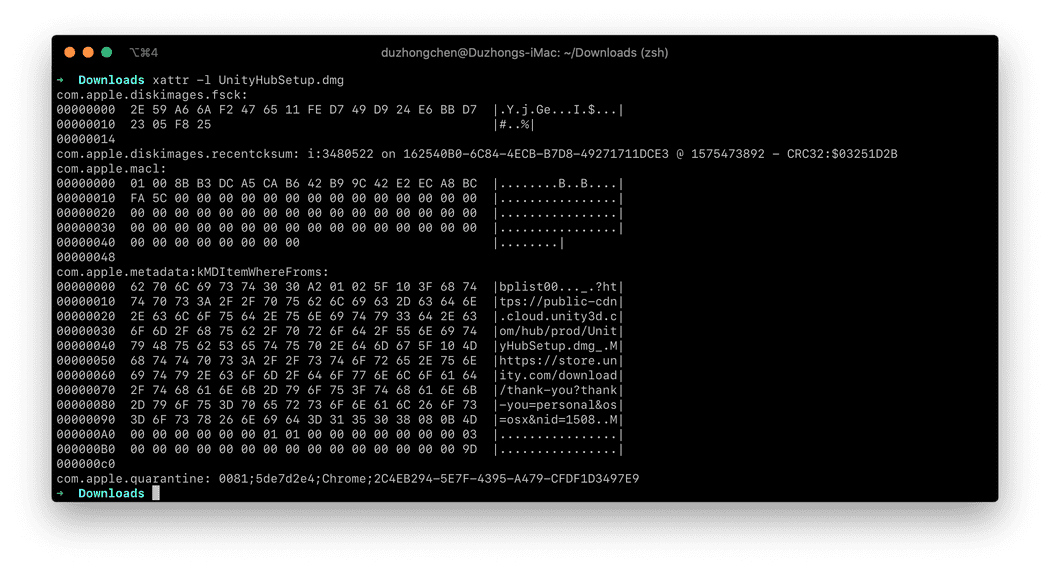 ⌥⌘4
duzhongchen@Duzhongs-iMac: ~/Downloads (zsh)
→ Downloads xattr -l UnityHubSetup.dmg
com.apple.diskimages.fsck:
00000000  2E 59 A6 6A F2 47 65 11 FE D7 49 D9 24 E6 BB D7  |.Y.j.Ge...I.$...|
00000010  23 05 F8 25                                      |#..%|
00000014
com.apple.diskimages.recentcksum: i:3480522 on 162540B0-6C84-4ECB-B7D8-49271711DCE3 @ 1575473892 - CRC32:$03251D2B
com.apple.macl:
00000000  01 00 8B B3 DC A5 CA B6 42 B9 9C 42 E2 EC A8 BC  |........B..B....|
00000010  FA 5C 00 00 00 00 00 00 00 00 00 00 00 00 00 00  |................|
00000020  00 00 00 00 00 00 00 00 00 00 00 00 00 00 00 00  |................|
00000030  00 00 00 00 00 00 00 00 00 00 00 00 00 00 00 00  |................|
00000040  00 00 00 00 00 00 00 00                          |........|
00000048
com.apple.metadata:kMDItemWhereFroms:
00000000  62 70 6C 69 73 74 30 30 A2 01 02 5F 10 3F 68 74  |bplist00..._.?ht|
00000010  74 70 73 3A 2F 2F 70 75 62 6C 69 63 2D 63 64 6E  |tps://public-cdn|
00000020  2E 63 6C 6F 75 64 2E 75 6E 69 74 79 33 64 2E 63  |.cloud.unity3d.c|
00000030  6F 6D 2F 68 75 62 2F 70 72 6F 64 2F 55 6E 69 74  |om/hub/prod/Unit|
00000040  79 48 75 62 53 65 74 75 70 2E 64 6D 67 5F 10 4D  |yHubSetup.dmg_.M|
00000050  68 74 74 70 73 3A 2F 2F 73 74 6F 72 65 2E 75 6E  |https://store.un|
00000060  69 74 79 2E 63 6F 6D 2F 64 6F 77 6E 6C 6F 61 64  |ity.com/download|
00000070  2F 74 68 61 6E 6B 2D 79 6F 75 3F 74 68 61 6E 6B  |/thank-you?thank|
00000080  2D 79 6F 75 3D 70 65 72 73 6F 6E 61 6C 26 6F 73  |-you=personal&os|
00000090  3D 6F 73 78 26 6E 69 64 3D 31 35 30 38 08 0B 4D  |=osx&nid=1508..M|
000000A0  00 00 00 00 00 00 01 01 00 00 00 00 00 00 00 03  |................|
000000B0  00 00 00 00 00 00 00 00 00 00 00 00 00 00 00 9D  |................|
000000c0
com.apple.quarantine: 0081;5de7d2e4;Chrome;2C4EB294-5E7F-4395-A479-CFDF1D3497E9
→ Downloads